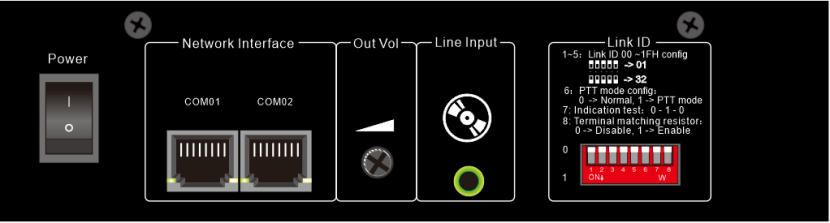 Power
Network Interface
COM01
COM02
Out Vol
Line Input
Link ID
1~5: Link ID 00 ~1FH config
-> 01
-> 32
6: PTT mode config:
0 -> Normal, 1 -> PTT mode
7: Indication test: 0 - 1 - 0
8: Terminal matching resistor:
0 -> Disable, 1 -> Enable
0
1 2 3 4 5 6 7 8
1
ON↓ W